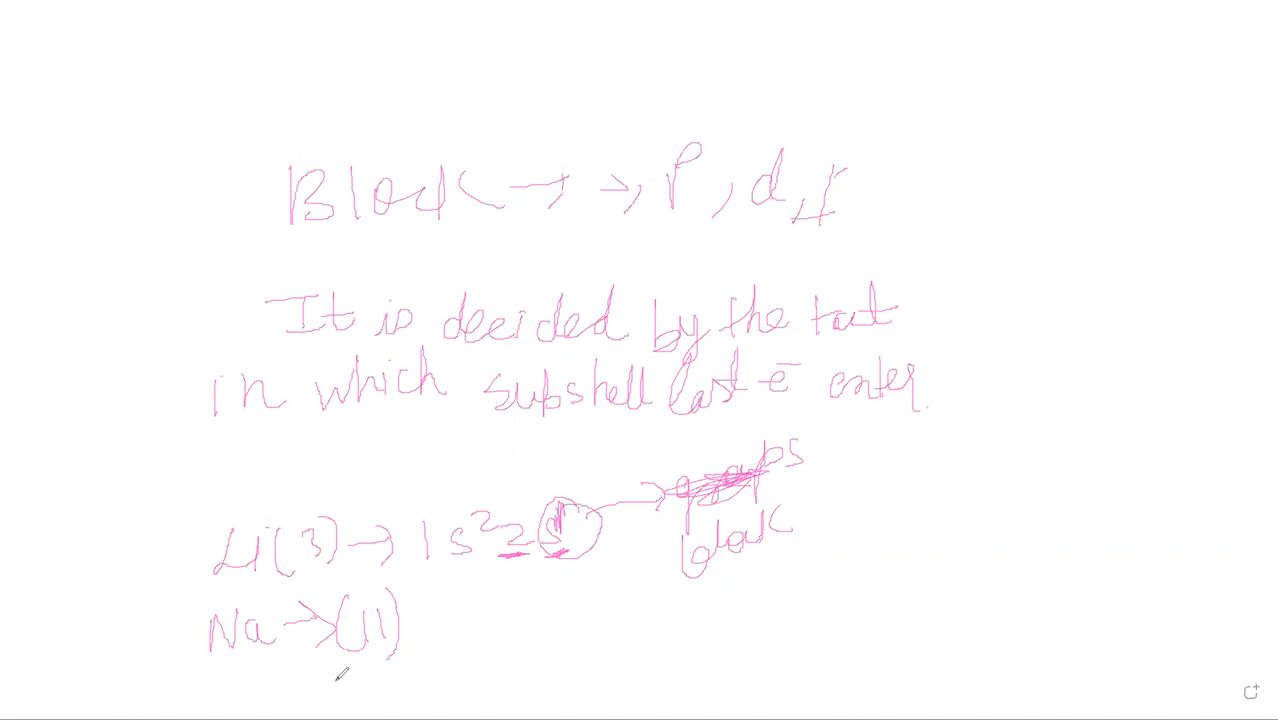 Block → s, p, d, f
It is decided by the fact
in which subshell last e⁻ enter.
Li(3) → 1s²2s¹ →
block
Na → (11)